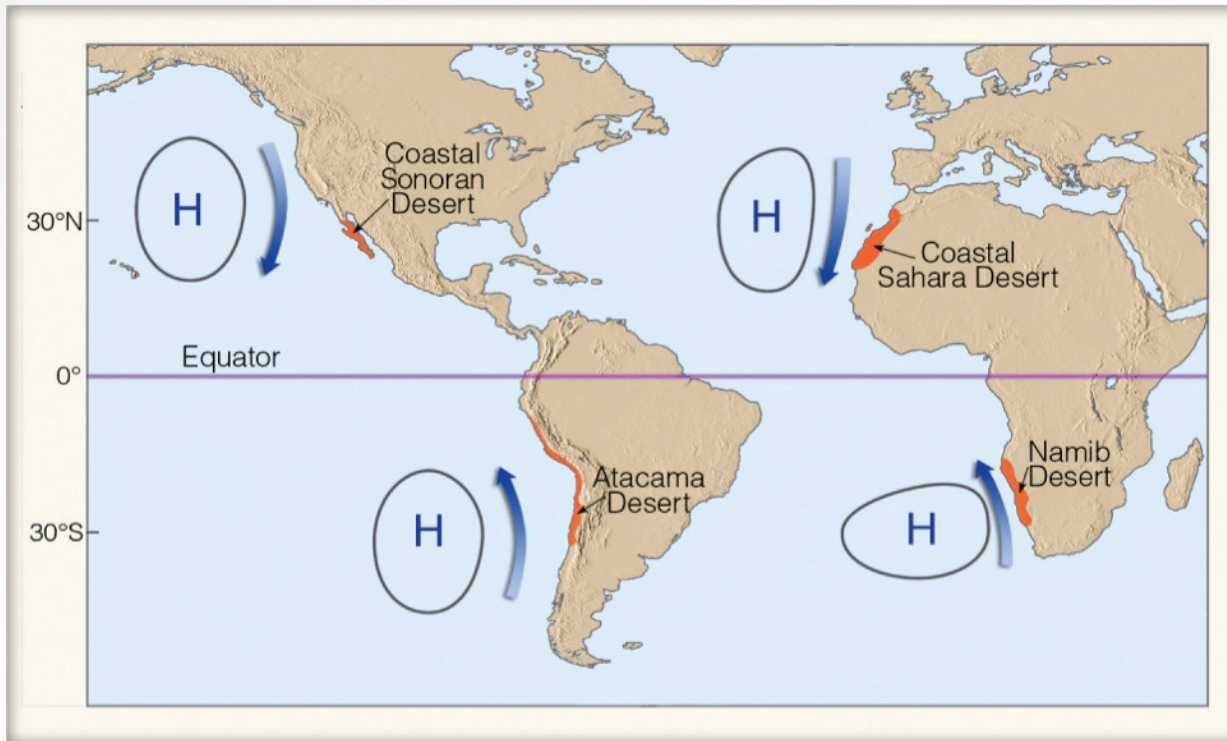 Coastal
Sonoran
Desert
H
H
30°N
Coastal
Sahara Desert
Equator
0°
Namib
Desert
Atacama
Desert
H
H
30°S